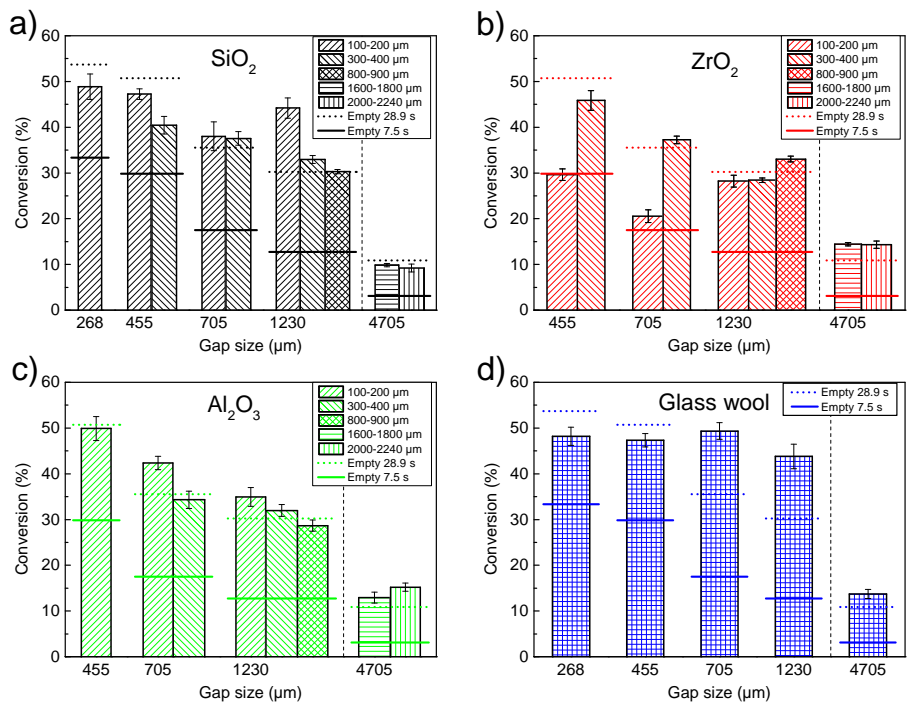 a)
SiO2
Conversion (%)
60
50
40
30
20
10
0
100-200 µm
300-400 µm
800-900 µm
1600-1800 µm
2000-2240 µm
Empty 28.9 s
Empty 7.5 s
268 455 705 1230 4705
Gap size (µm)
b)
ZrO2
Conversion (%)
60
50
40
30
20
10
0
100-200 µm
300-400 µm
800-900 µm
1600-1800 µm
2000-2240 µm
Empty 28.9 s
Empty 7.5 s
455 705 1230 4705
Gap size (µm)
c)
Al2O3
Conversion (%)
60
50
40
30
20
10
0
100-200 µm
300-400 µm
800-900 µm
1600-1800 µm
2000-2240 µm
Empty 28.9 s
Empty 7.5 s
455 705 1230 4705
Gap size (µm)
d)
Glass wool
Conversion (%)
60
50
40
30
20
10
0
Empty 28.9 s
Empty 7.5 s
268 455 705 1230 4705
Gap size (µm)